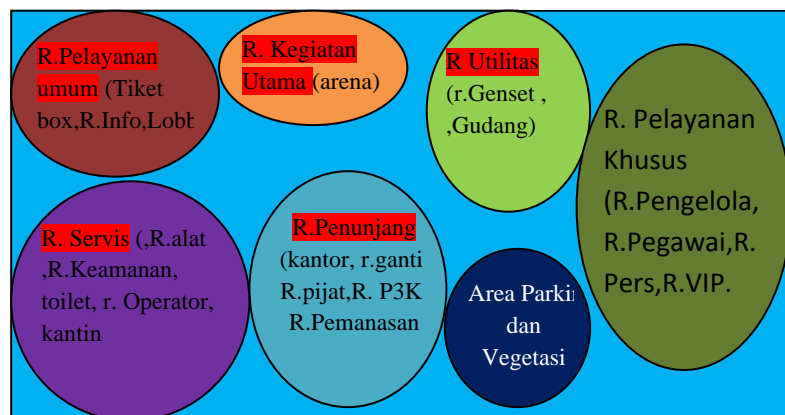 R.Pelayanan
umum (Tiket
box,R.Info,Lobb
R. Kegiatan
Utama (arena)
R Utilitas
(r.Genset ,
,Gudang)
R. Pelayanan
Khusus
(R.Pengelola,
R.Pegawai,R.
Pers,R.VIP.
R. Servis (,R.alat
,R.Keamanan,
toilet, r. Operator,
kantin
R.Penunjang
(kantor, r.ganti
R.pijat,R. P3K
R.Pemanasan
Area Parkir
dan
Vegetasi